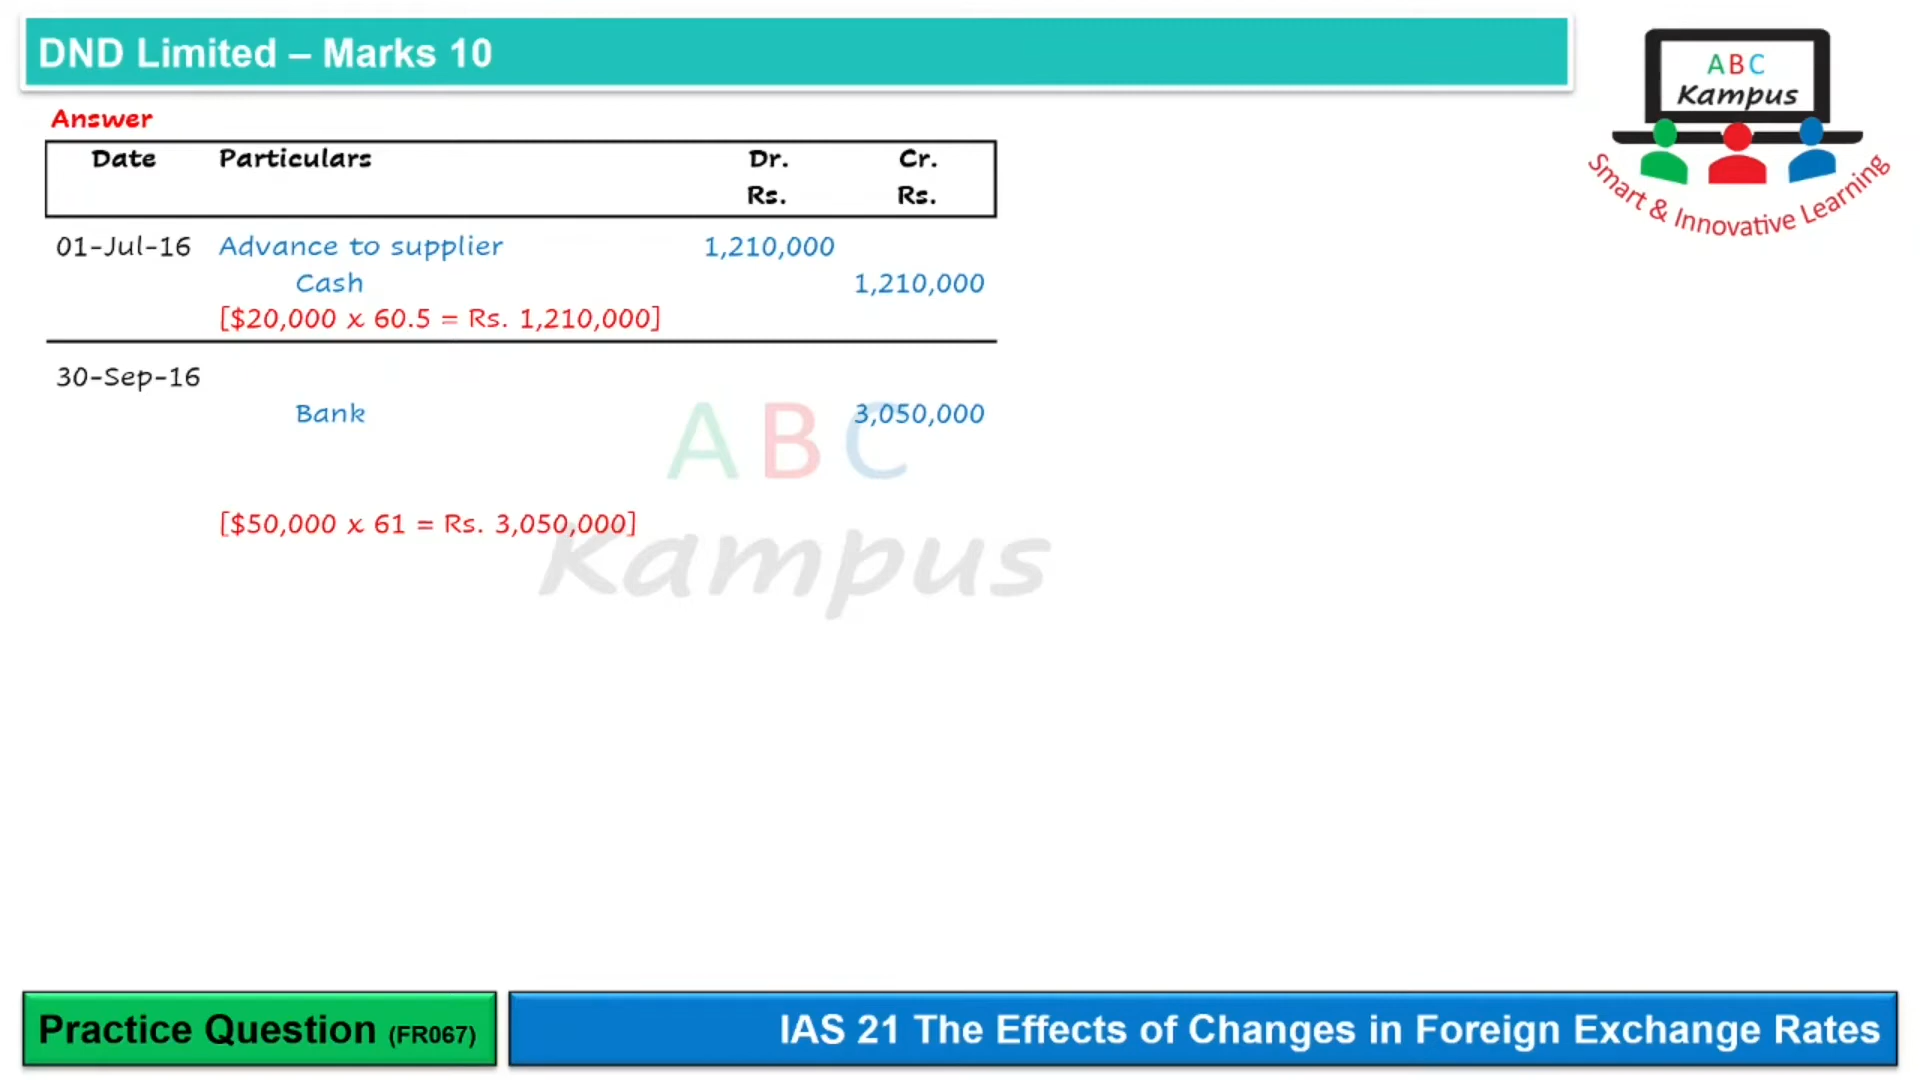 DND Limited – Marks 10
ABC
Kampus
Smart & Innovative Learning
Answer
Date Particulars Dr. Cr.
Rs. Rs.
01-Jul-16 Advance to supplier 1,210,000
Cash 1,210,000
[$20,000 x 60.5 = Rs. 1,210,000]
30-Sep-16
Bank 3,050,000
[$50,000 x 61 = Rs. 3,050,000]
ABC
Kampus
Practice Question (FR067)
IAS 21 The Effects of Changes in Foreign Exchange Rates